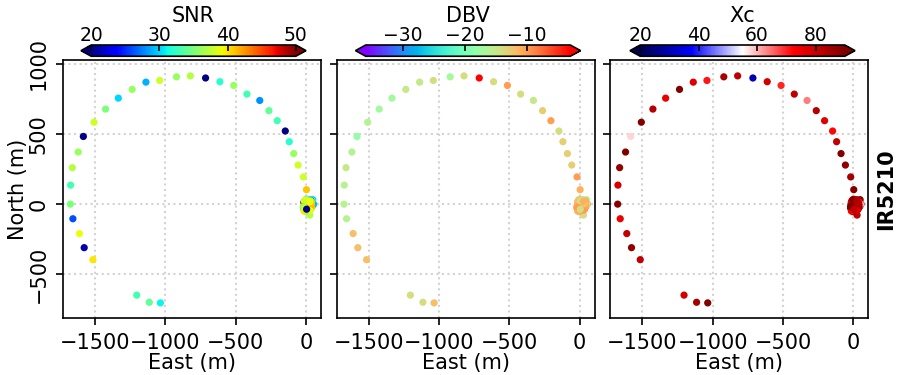 SNR DBV Xc
20 30 40 50 −30 −20 −10 20 40 60 80
1000
500
0
−500
North (m)
−1500 −1000 −500 0 −1500 −1000 −500 0 −1500 −1000 −500 0
East (m) East (m) East (m)
IR5210